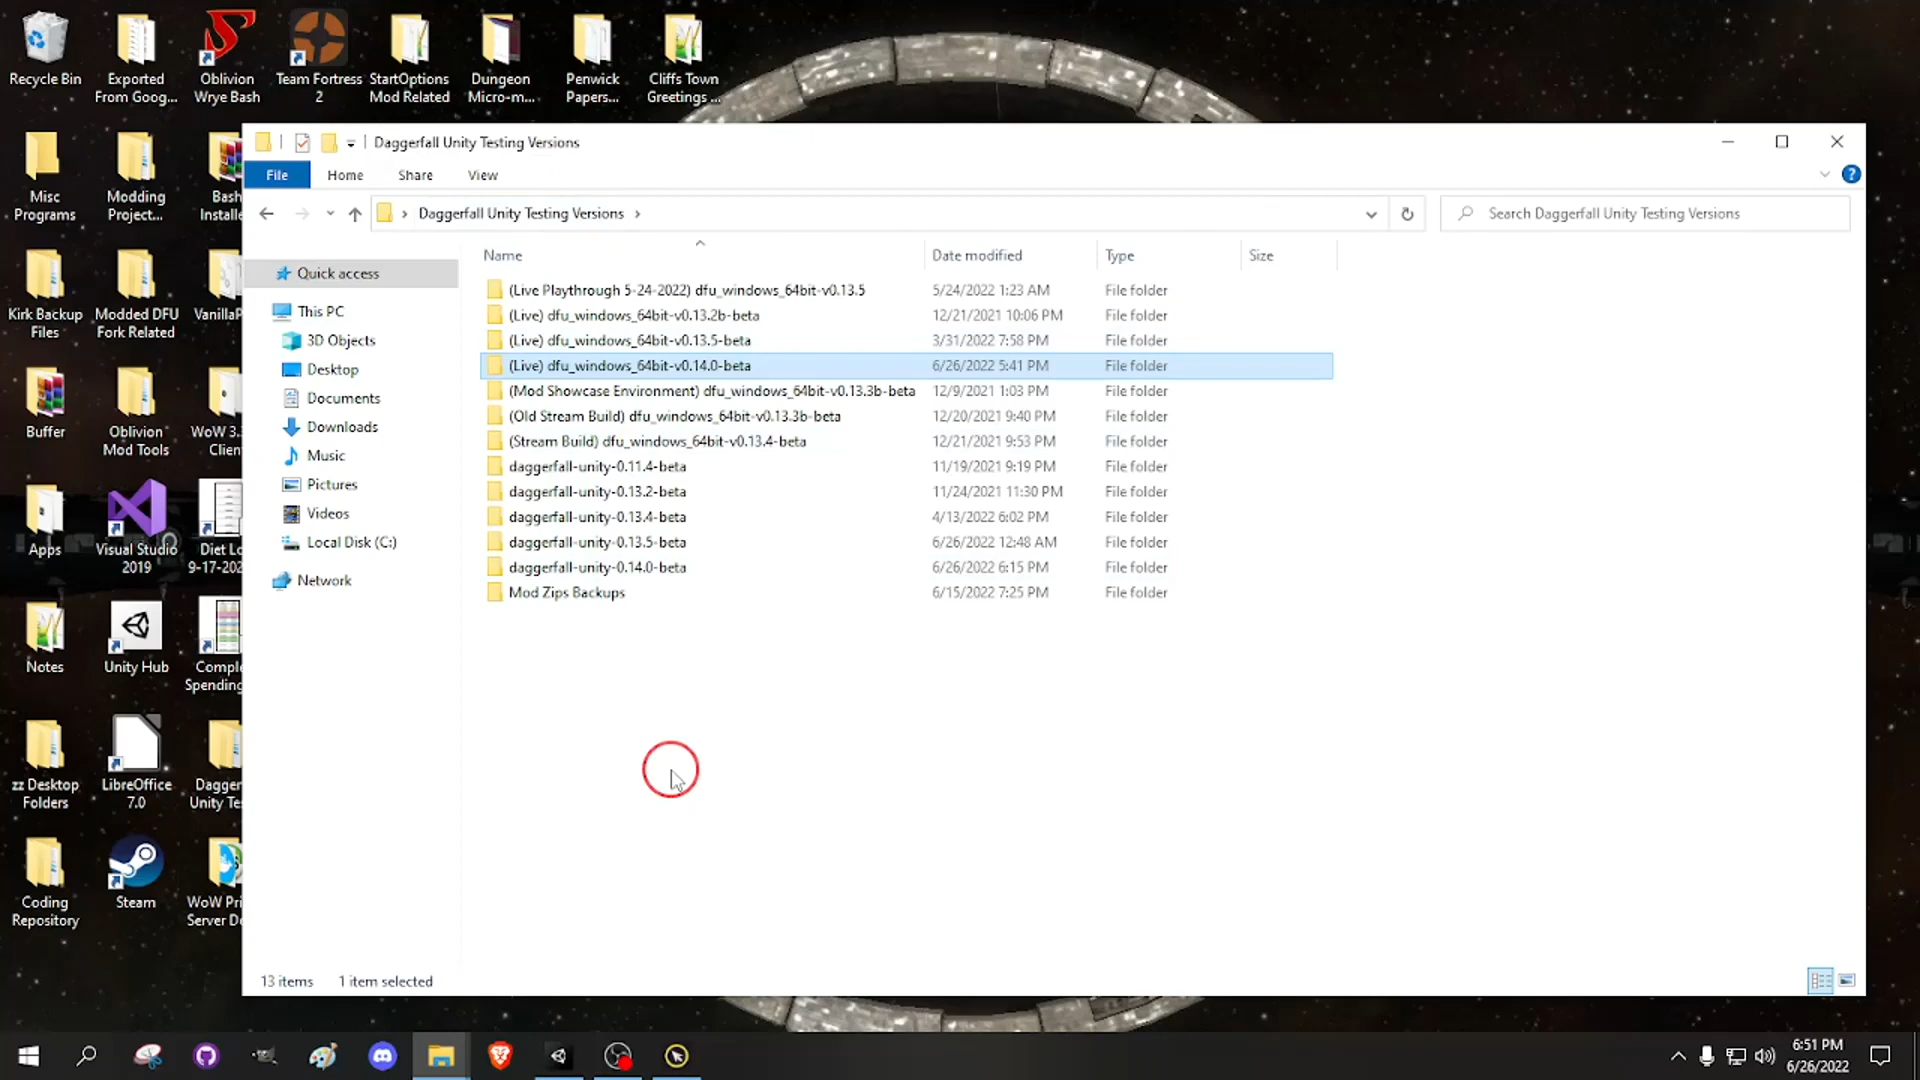 Recycle Bin
Exported
From Goog...
Oblivion
Wrye Bash
Team Fortress
2
StartOptions
Mod Related
Dungeon
Micro-m...
Penwick
Papers...
Cliffs Town
Greetings ...
Misc
Programs
Modding
Project...
Bash
Installe
Kirk Backup
Files
Modded DFU
Fork Related
VanillaP
Buffer
Oblivion
Mod Tools
WoW 3.3
Clien
Apps
Visual Studio
2019
Diet Lo
9-17-202
Notes
Unity Hub
Comple
Spending
zz Desktop
Folders
LibreOffice
7.0
Dagger
Unity Te
Coding
Repository
Steam
WoW Pri
Server De
Daggerfall Unity Testing Versions
File
Home
Share
View
Daggerfall Unity Testing Versions
Search Daggerfall Unity Testing Versions
Quick access
This PC
3D Objects
Desktop
Documents
Downloads
Music
Pictures
Videos
Local Disk (C:)
Network
Name Date modified Type Size
(Live Playthrough 5-24-2022) dfu_windows_64bit-v0.13.5 5/24/2022 1:23 AM File folder
(Live) dfu_windows_64bit-v0.13.2b-beta 12/21/2021 10:06 PM File folder
(Live) dfu_windows_64bit-v0.13.5-beta 3/31/2022 7:58 PM File folder
(Live) dfu_windows_64bit-v0.14.0-beta 6/26/2022 5:41 PM File folder
(Mod Showcase Environment) dfu_windows_64bit-v0.13.3b-beta 12/9/2021 1:03 PM File folder
(Old Stream Build) dfu_windows_64bit-v0.13.3b-beta 12/20/2021 9:40 PM File folder
(Stream Build) dfu_windows_64bit-v0.13.4-beta 12/21/2021 9:53 PM File folder
daggerfall-unity-0.11.4-beta 11/19/2021 9:19 PM File folder
daggerfall-unity-0.13.2-beta 11/24/2021 11:30 PM File folder
daggerfall-unity-0.13.4-beta 4/13/2022 6:02 PM File folder
daggerfall-unity-0.13.5-beta 6/26/2022 12:48 AM File folder
daggerfall-unity-0.14.0-beta 6/26/2022 6:15 PM File folder
Mod Zips Backups 6/15/2022 7:25 PM File folder
13 items 1 item selected
6:51 PM
6/26/2022